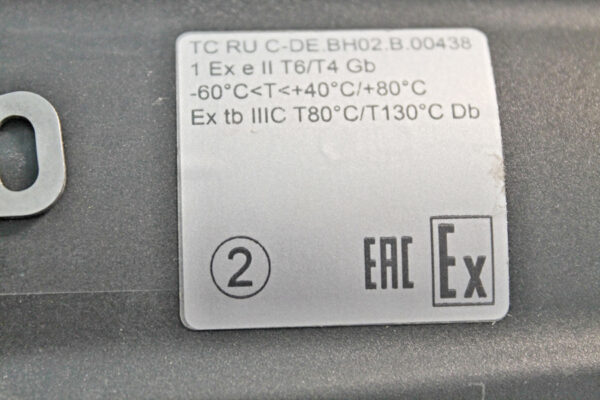 TC RU C-DE.BH02.B.00438
1 Ex e II T6/T4 Gb
-60°C<T<+40°C/+80°C
Ex tb IIIC T80°C/T130°C Db
2 EAC Ex